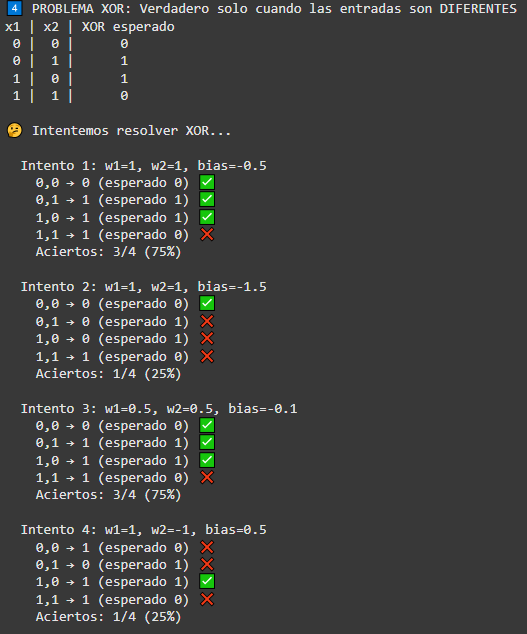 4️⃣ PROBLEMA XOR: Verdadero solo cuando las entradas son DIFERENTES
x1 | x2 | XOR esperado
0 | 0 | 0
0 | 1 | 1
1 | 0 | 1
1 | 1 | 0
🤔 Intentemos resolver XOR...
Intento 1: w1=1, w2=1, bias=-0.5
0,0 → 0 (esperado 0) ✅
0,1 → 1 (esperado 1) ✅
1,0 → 1 (esperado 1) ✅
1,1 → 1 (esperado 0) ❌
Aciertos: 3/4 (75%)
Intento 2: w1=1, w2=1, bias=-1.5
0,0 → 0 (esperado 0) ✅
0,1 → 0 (esperado 1) ❌
1,0 → 0 (esperado 1) ❌
1,1 → 1 (esperado 0) ❌
Aciertos: 1/4 (25%)
Intento 3: w1=0.5, w2=0.5, bias=-0.1
0,0 → 0 (esperado 0) ✅
0,1 → 1 (esperado 1) ✅
1,0 → 1 (esperado 1) ✅
1,1 → 1 (esperado 0) ❌
Aciertos: 3/4 (75%)
Intento 4: w1=1, w2=-1, bias=0.5
0,0 → 1 (esperado 0) ❌
0,1 → 0 (esperado 1) ❌
1,0 → 1 (esperado 1) ✅
1,1 → 1 (esperado 0) ❌
Aciertos: 1/4 (25%)